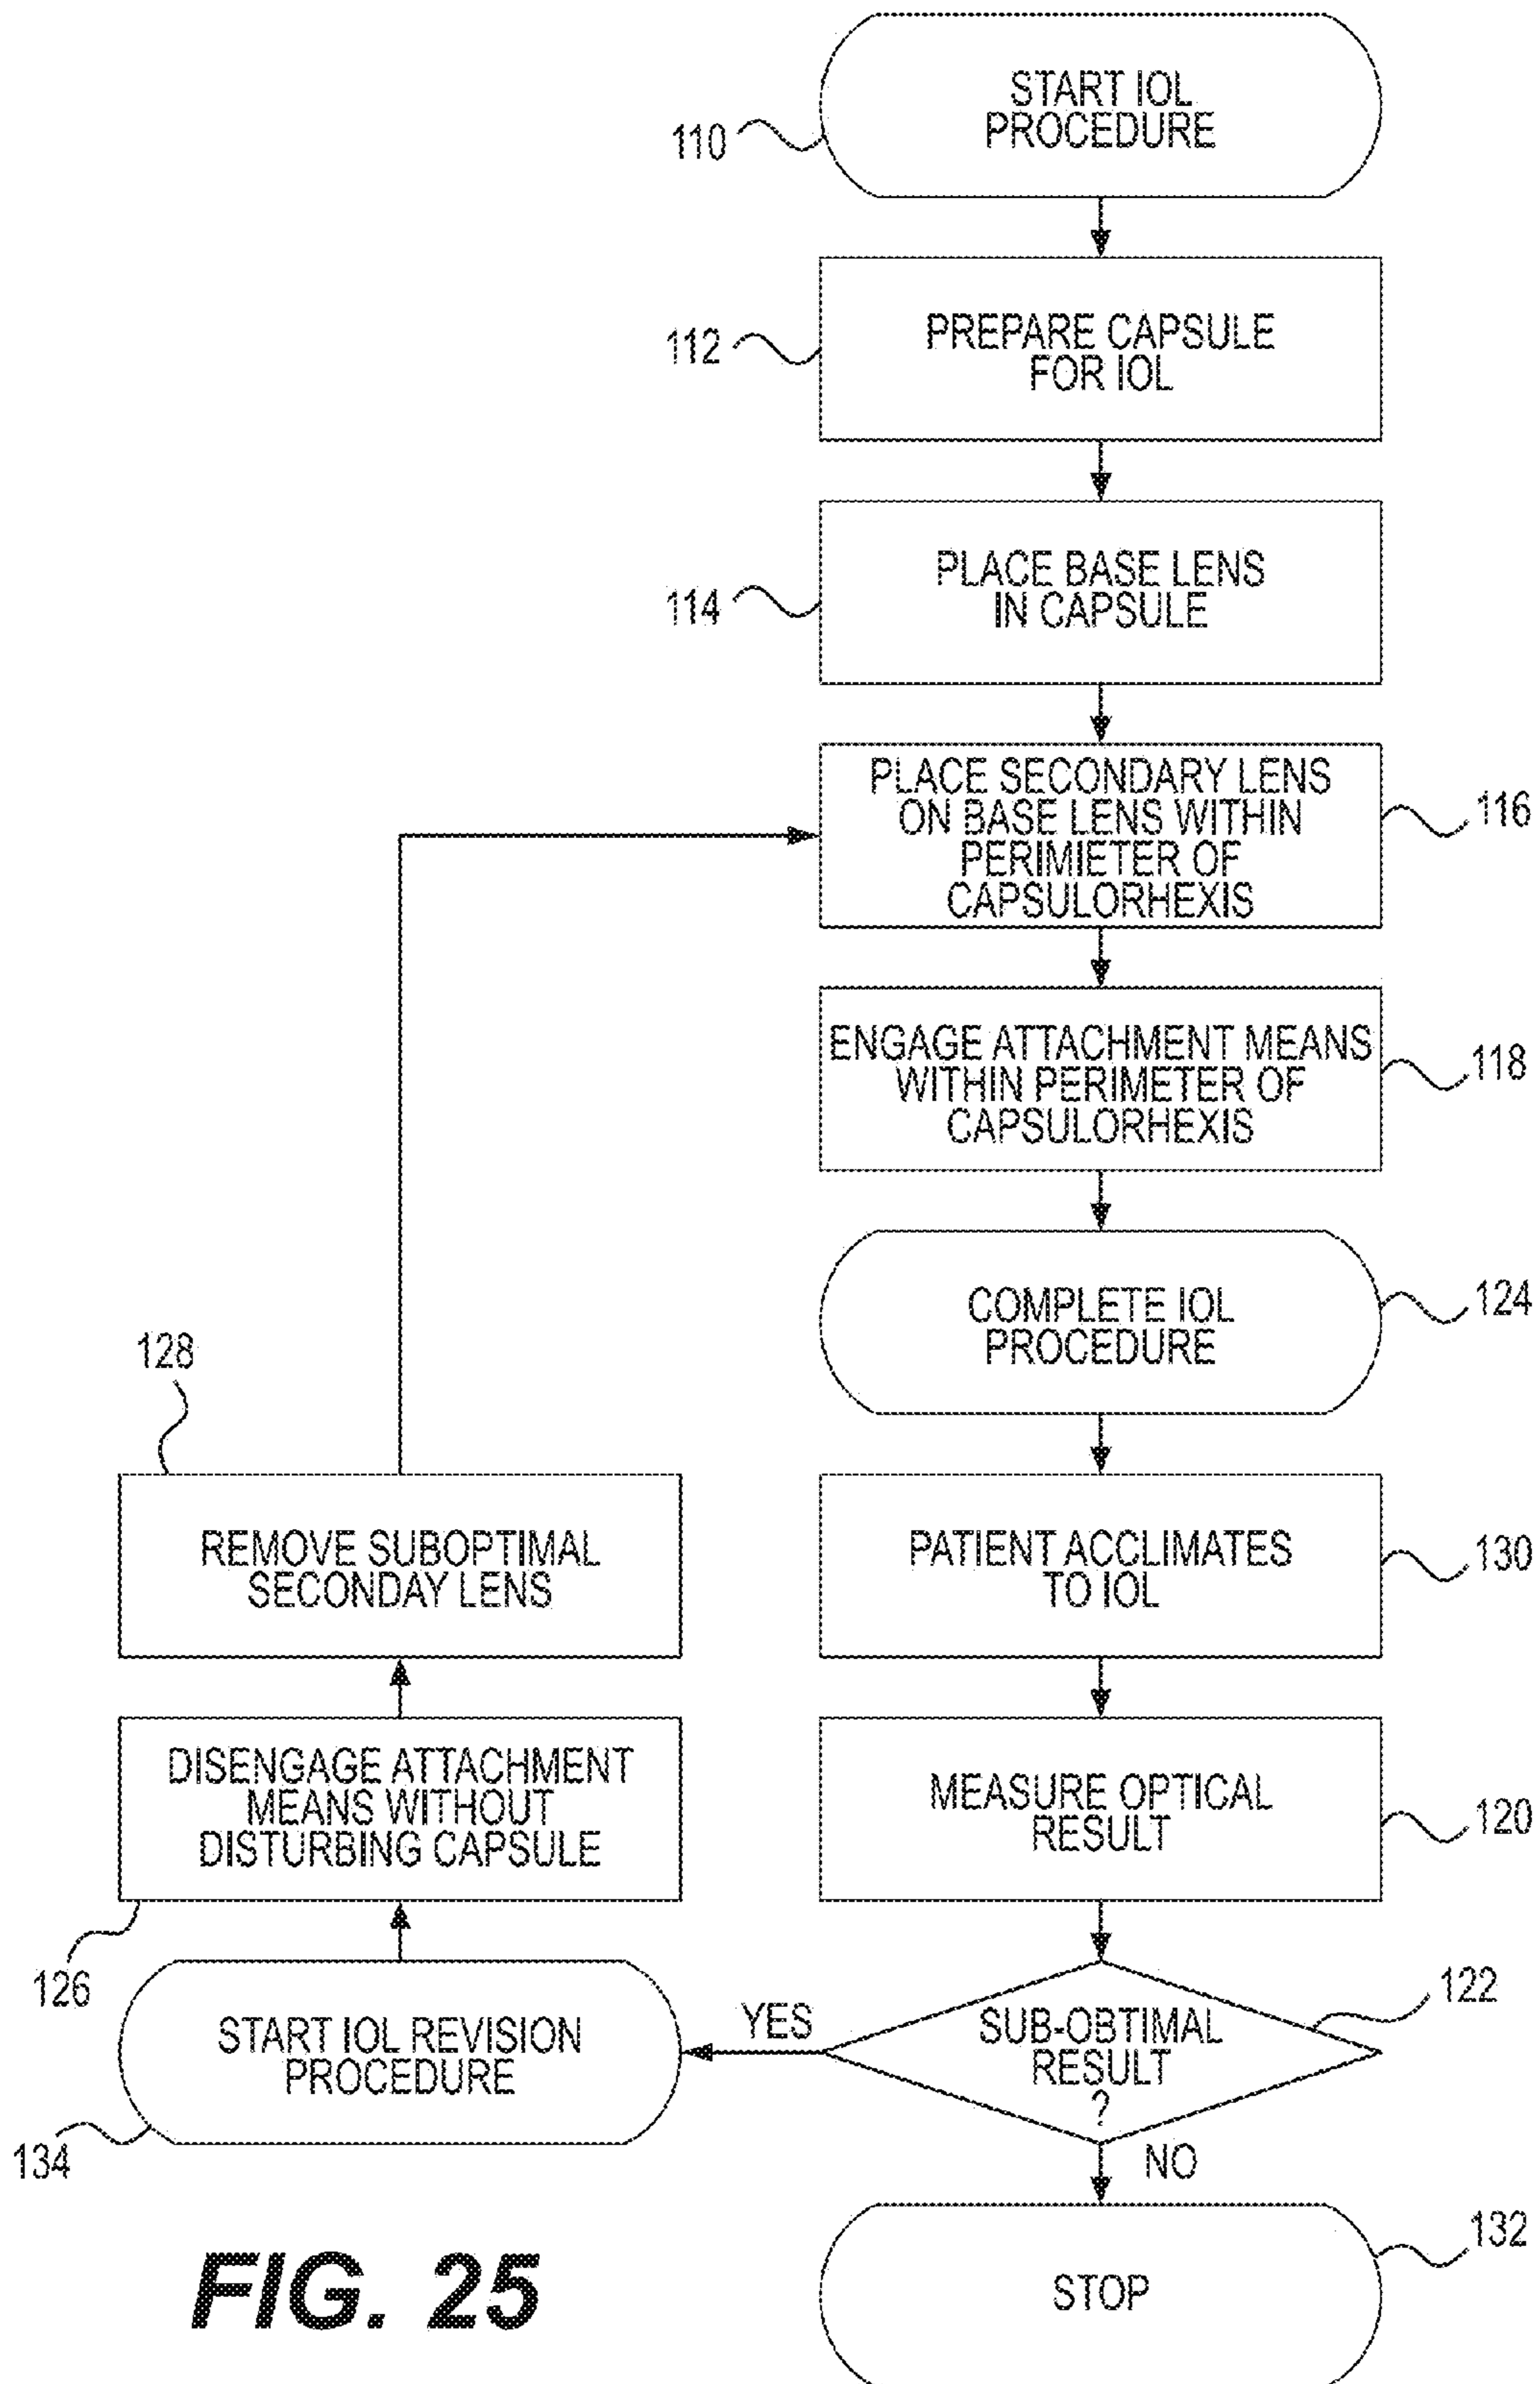 START IOL
PROCEDURE
110
PREPARE CAPSULE
FOR IOL
112
PLACE BASE LENS
IN CAPSULE
114
PLACE SECONDARY LENS
ON BASE LENS WITHIN
PERIMIETER OF
CAPSULORHEXIS
116
ENGAGE ATTACHMENT MEANS
WITHIN PERIMETER OF
CAPSULORHEXIS
118
COMPLETE IOL
PROCEDURE
124
128
REMOVE SUBOPTIMAL
SECONDAY LENS
PATIENT ACCLIMATES
TO IOL
130
DISENGAGE ATTACHMENT
MEANS WITHOUT
DISTURBING CAPSULE
126
MEASURE OPTICAL
RESULT
120
START IOL REVISION
PROCEDURE
134
YES
SUB-OBTIMAL
RESULT
?
122
NO
STOP
132
FIG. 25